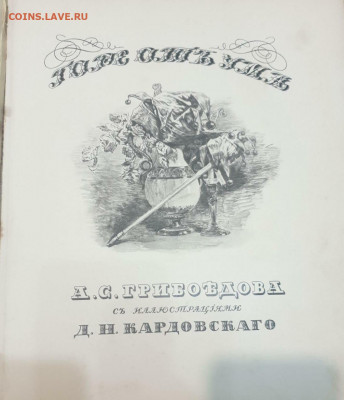 COINS.LAVE.RU
ГОРЕ ОТЪ УМА
А.С. ГРИБОѢДОВА
СЪ ИЛЛЮСТРАЦІЯМИ
Д. Н. КАРДОВСКАГО